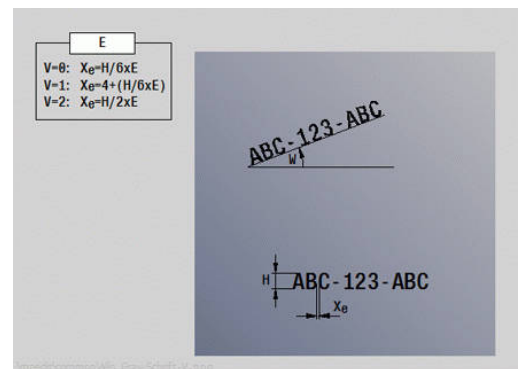 E
V=0: Xe=H/6xE
V=1: Xe=4+(H/6xE)
V=2: Xe=H/2xE
ABC-123-ABC
W
H
ABC-123-ABC
Xe